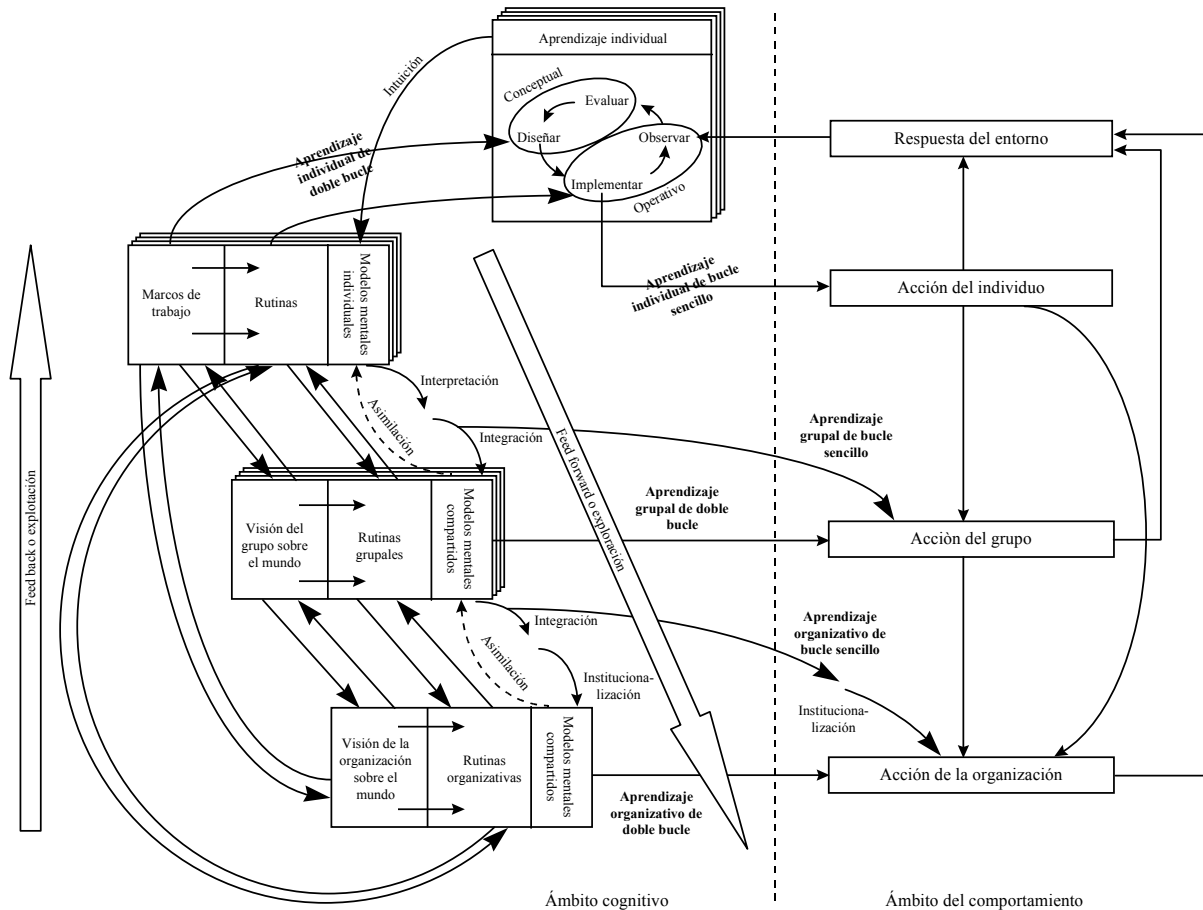 Aprendizaje individual
Intuición
Conceptual
Evaluar
Diseñar
Observar
Implementar
Operativo
Respuesta del entorno
Aprendizaje
individual de
doble bucle
Marcos de
trabajo
Rutinas
Modelos mentales
individuales
Aprendizaje
individual de bucle
sencillo
Acción del individuo
Interpretación
Asimilación
Integración
Aprendizaje
grupal de bucle
sencillo
Feed back o explotación
Feed forward o exploración
Visión del
grupo sobre
el mundo
Rutinas
grupales
Modelos mentales
compartidos
Aprendizaje
grupal de doble
bucle
Acciòn del grupo
Integración
Asimilación
Instituciona-
lización
Aprendizaje
organizativo de
bucle sencillo
Instituciona-
lización
Visión de la
organización sobre el
mundo
Rutinas
organizativas
Modelos mentales
compartidos
Aprendizaje
organizativo de
doble bucle
Acción de la organización
Ámbito cognitivo
Ámbito del comportamiento